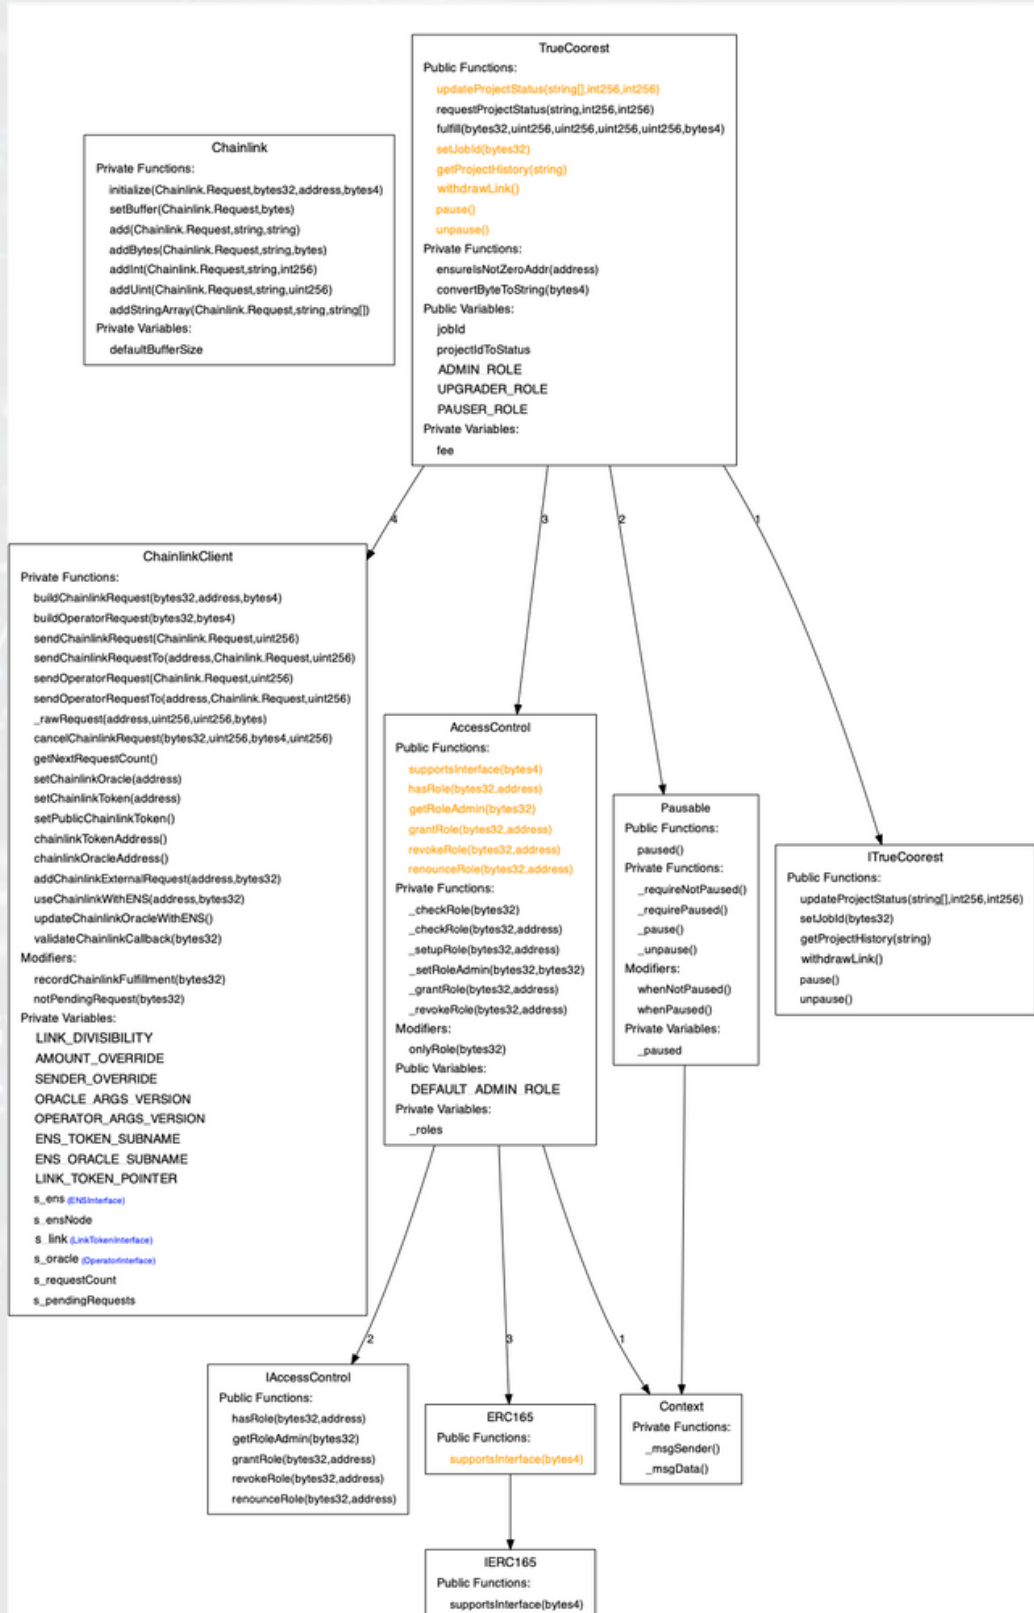 TrueCoorest
Public Functions:
updateProjectStatus(string[],int256,int256)
requestProjectStatus(string,int256,int256)
fulfill(bytes32,uint256,uint256,uint256,uint256,bytes4)
setJobId(bytes32)
getProjectHistory(string)
withdrawLink()
pause()
unpause()
Private Functions:
ensureIsNotZeroAddr(address)
convertByteToString(bytes4)
Public Variables:
jobId
projectIdToStatus
ADMIN_ROLE
UPGRADER_ROLE
PAUSER_ROLE
Private Variables:
fee
Chainlink
Private Functions:
initialize(Chainlink.Request,bytes32,address,bytes4)
setBuffer(Chainlink.Request,bytes)
add(Chainlink.Request,string,string)
addBytes(Chainlink.Request,string,bytes)
addInt(Chainlink.Request,string,int256)
addUint(Chainlink.Request,string,uint256)
addStringArray(Chainlink.Request,string,string[])
Private Variables:
defaultBufferSize
4
3
2
1
ChainlinkClient
Private Functions:
buildChainlinkRequest(bytes32,address,bytes4)
buildOperatorRequest(bytes32,bytes4)
sendChainlinkRequest(Chainlink.Request,uint256)
sendChainlinkRequestTo(address,Chainlink.Request,uint256)
sendOperatorRequest(Chainlink.Request,uint256)
sendOperatorRequestTo(address,Chainlink.Request,uint256)
_rawRequest(address,uint256,uint256,bytes)
cancelChainlinkRequest(bytes32,uint256,bytes4,uint256)
getNextRequestCount()
setChainlinkOracle(address)
setChainlinkToken(address)
setPublicChainlinkToken()
chainlinkTokenAddress()
chainlinkOracleAddress()
addChainlinkExternalRequest(address,bytes32)
useChainlinkWithENS(address,bytes32)
updateChainlinkOracleWithENS()
validateChainlinkCallback(bytes32)
Modifiers:
recordChainlinkFulfillment(bytes32)
notPendingRequest(bytes32)
Private Variables:
LINK_DIVISIBILITY
AMOUNT_OVERRIDE
SENDER_OVERRIDE
ORACLE_ARGS_VERSION
OPERATOR_ARGS_VERSION
ENS_TOKEN_SUBNAME
ENS_ORACLE_SUBNAME
LINK_TOKEN_POINTER
s_ens (ENSInterface)
s_ensNode
s_link (LinkTokenInterface)
s_oracle (OperatorInterface)
s_requestCount
s_pendingRequests
AccessControl
Public Functions:
supportsInterface(bytes4)
hasRole(bytes32,address)
getRoleAdmin(bytes32)
grantRole(bytes32,address)
revokeRole(bytes32,address)
renounceRole(bytes32,address)
Private Functions:
_checkRole(bytes32)
_checkRole(bytes32,address)
_setupRole(bytes32,address)
_setRoleAdmin(bytes32,bytes32)
_grantRole(bytes32,address)
_revokeRole(bytes32,address)
Modifiers:
onlyRole(bytes32)
Public Variables:
DEFAULT_ADMIN_ROLE
Private Variables:
_roles
Pausable
Public Functions:
paused()
Private Functions:
_requireNotPaused()
_requirePaused()
_pause()
_unpause()
Modifiers:
whenNotPaused()
whenPaused()
Private Variables:
_paused
ITrueCoorest
Public Functions:
updateProjectStatus(string[],int256,int256)
setJobId(bytes32)
getProjectHistory(string)
withdrawLink()
pause()
unpause()
2
3
1
IAccessControl
Public Functions:
hasRole(bytes32,address)
getRoleAdmin(bytes32)
grantRole(bytes32,address)
revokeRole(bytes32,address)
renounceRole(bytes32,address)
ERC165
Public Functions:
supportsInterface(bytes4)
Context
Private Functions:
_msgSender()
_msgData()
IERC165
Public Functions:
supportsInterface(bytes4)